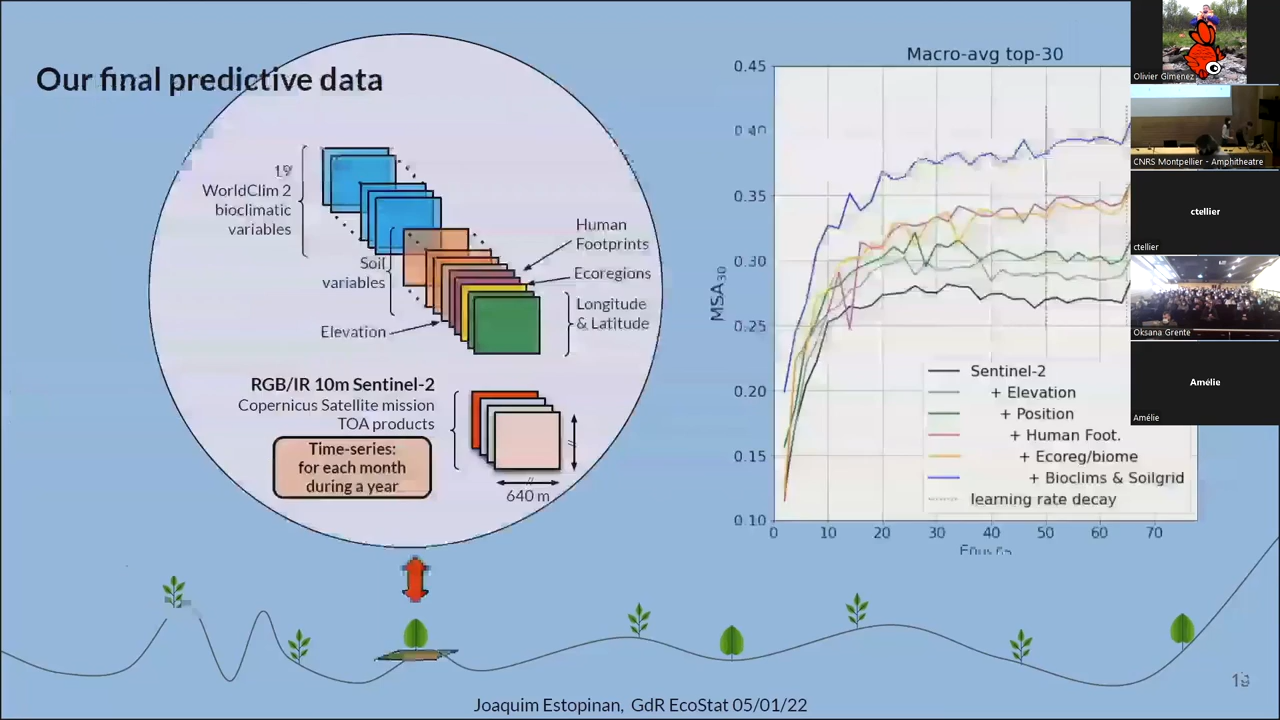 Our final predictive data
19
WorldClim 2
bioclimatic
variables
Soil
variables
Elevation
Human
Footprints
Ecoregions
Longitude
& Latitude
RGB/IR 10m Sentinel-2
Copernicus Satellite mission
TOA products
Time-series:
for each month
during a year
640 m
Macro-avg top-30
MSA30
0.45
0.40
0.35
0.30
0.25
0.20
0.15
0.10
0 10 20 30 40 50 60 70
Sentinel-2
+ Elevation
+ Position
+ Human Foot.
+ Ecoreg/biome
+ Bioclims & Soilgrid
learning rate decay
Joaquim Estopinan, GdR EcoStat 05/01/22
Olivier Gimenez
CNRS Montpellier - Amphitheatre
ctellier
ctellier
Oksana Grente
Amélie
Amélie